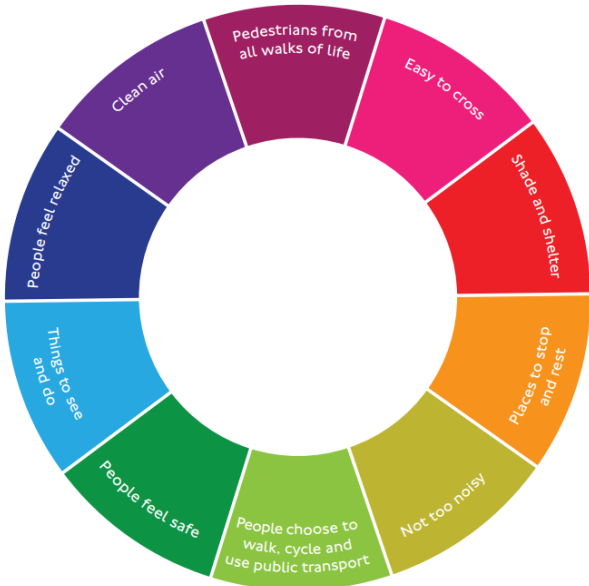 Pedestrians from
all walks of life
Easy to cross
Shade and shelter
Places to stop
and rest
Not too noisy
People choose to
walk, cycle and
use public transport
People feel safe
Things to see
and do
People feel relaxed
Clean air